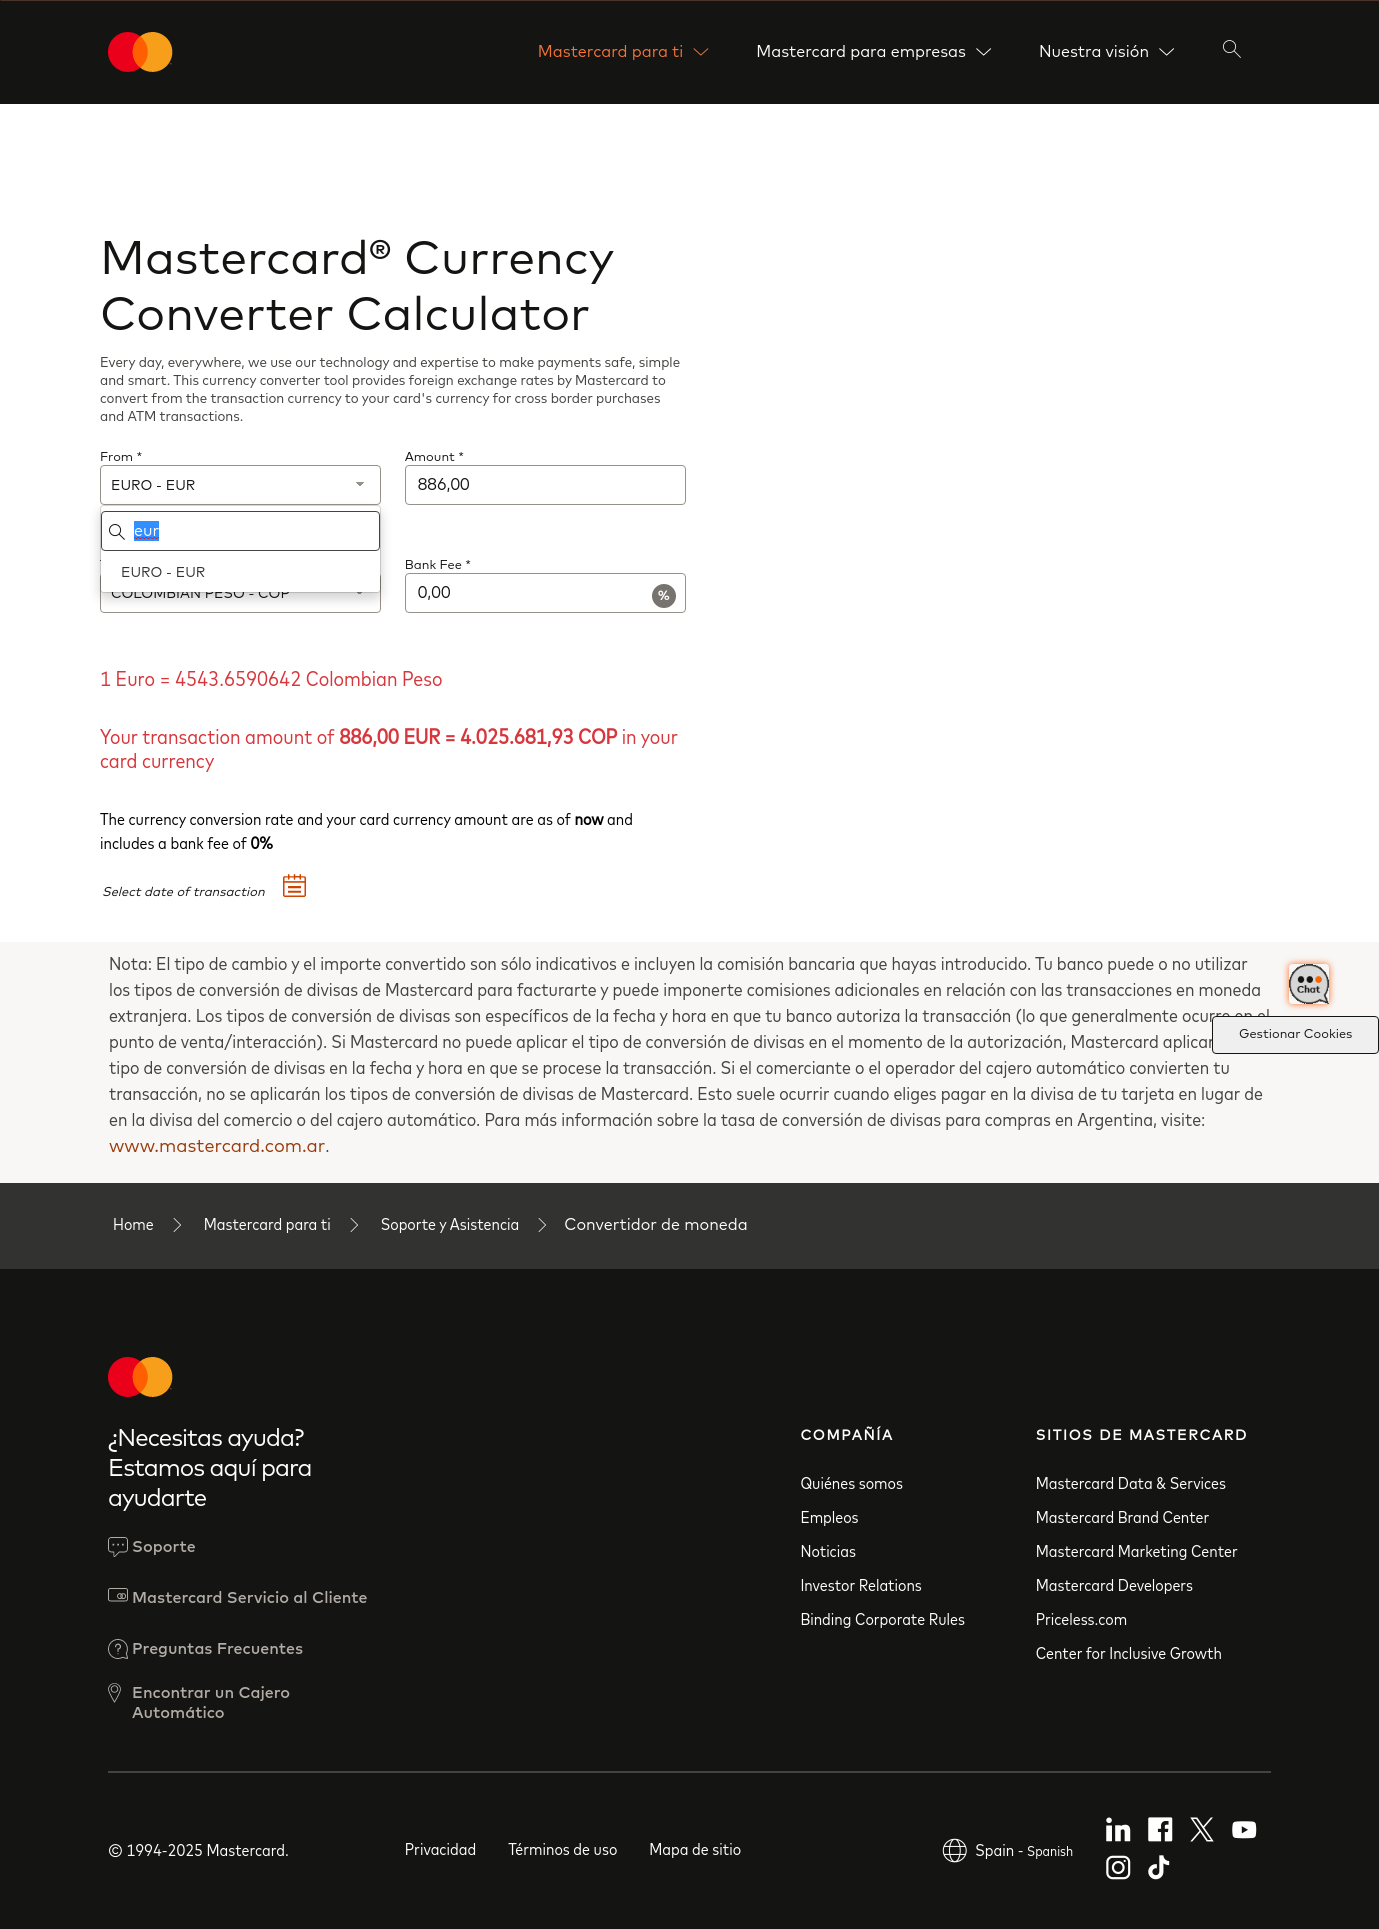 Mastercard para ti
Mastercard para empresas
Nuestra visión
Mastercard® Currency
Converter Calculator
Every day, everywhere, we use our technology and expertise to make payments safe, simple
and smart. This currency converter tool provides foreign exchange rates by Mastercard to
convert from the transaction currency to your card's currency for cross border purchases
and ATM transactions.
From *
Amount *
EURO - EUR
886,00
eur
EURO - EUR
Bank Fee *
COLOMBIAN PESO - COP
0,00
%
1 Euro = 4543.6590642 Colombian Peso
Your transaction amount of 886,00 EUR = 4.025.681,93 COP in your
card currency
The currency conversion rate and your card currency amount are as of now and
includes a bank fee of 0%
Select date of transaction
Nota: El tipo de cambio y el importe convertido son sólo indicativos e incluyen la comisión bancaria que hayas introducido. Tu banco puede o no utilizar
los tipos de conversión de divisas de Mastercard para facturarte y puede imponerte comisiones adicionales en relación con las transacciones en moneda
extranjera. Los tipos de conversión de divisas son específicos de la fecha y hora en que tu banco autoriza la transacción (lo que generalmente ocurre en el
punto de venta/interacción). Si Mastercard no puede aplicar el tipo de conversión de divisas en el momento de la autorización, Mastercard aplicar
tipo de conversión de divisas en la fecha y hora en que se procese la transacción. Si el comerciante o el operador del cajero automático convierten tu
transacción, no se aplicarán los tipos de conversión de divisas de Mastercard. Esto suele ocurrir cuando eliges pagar en la divisa de tu tarjeta en lugar de
en la divisa del comercio o del cajero automático. Para más información sobre la tasa de conversión de divisas para compras en Argentina, visite:
www.mastercard.com.ar.
Chat
Gestionar Cookies
Home
Mastercard para ti
Soporte y Asistencia
Convertidor de moneda
¿Necesitas ayuda?
Estamos aquí para
ayudarte
Soporte
Mastercard Servicio al Cliente
Preguntas Frecuentes
Encontrar un Cajero
Automático
COMPAÑÍA
Quiénes somos
Empleos
Noticias
Investor Relations
Binding Corporate Rules
SITIOS DE MASTERCARD
Mastercard Data & Services
Mastercard Brand Center
Mastercard Marketing Center
Mastercard Developers
Priceless.com
Center for Inclusive Growth
© 1994-2025 Mastercard.
Privacidad
Términos de uso
Mapa de sitio
Spain - Spanish